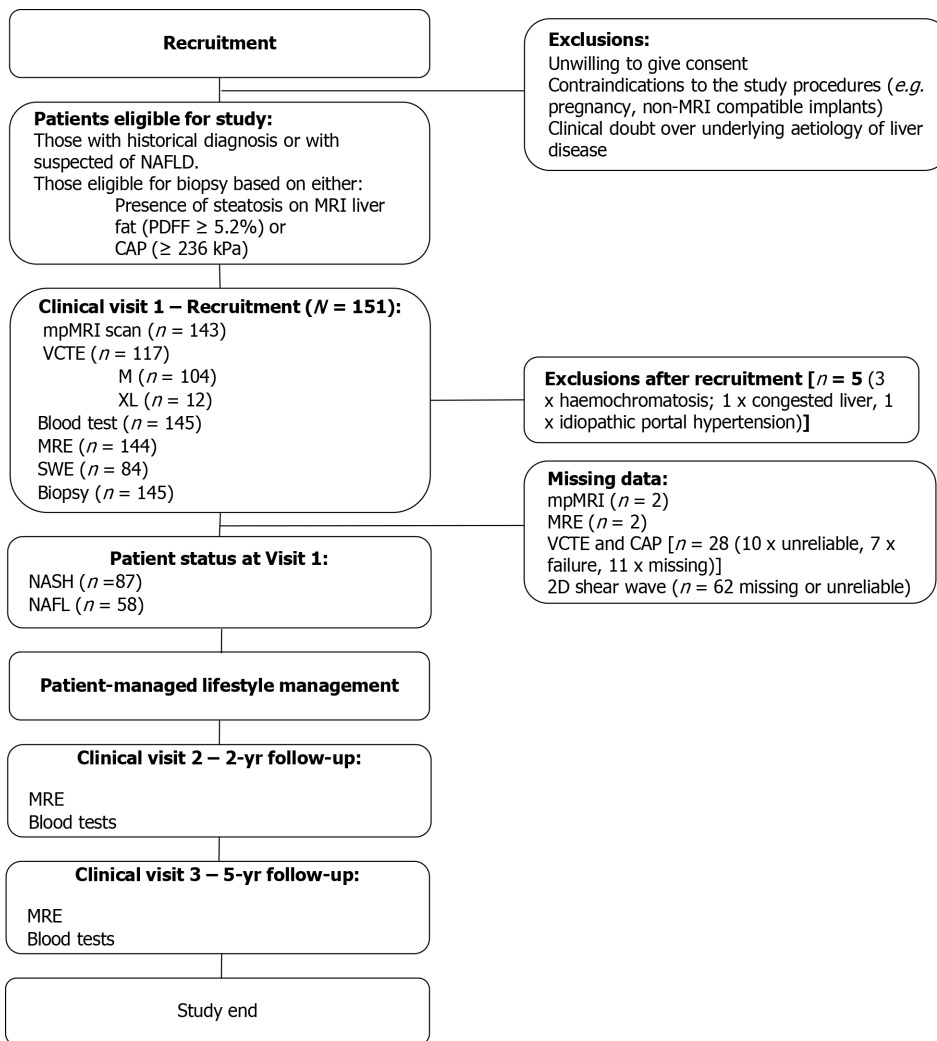 Recruitment
Exclusions:
Unwilling to give consent
Contraindications to the study procedures (e.g.
pregnancy, non-MRI compatible implants)
Clinical doubt over underlying aetiology of liver
disease
Patients eligible for study:
Those with historical diagnosis or with
suspected of NAFLD.
Those eligible for biopsy based on either:
Presence of steatosis on MRI liver
fat (PDFF ≥ 5.2%) or
CAP (≥ 236 kPa)
Clinical visit 1 – Recruitment (N = 151):
mpMRI scan (n = 143)
VCTE (n = 117)
M (n = 104)
XL (n = 12)
Blood test (n = 145)
MRE (n = 144)
SWE (n = 84)
Biopsy (n = 145)
Exclusions after recruitment [n = 5 (3
x haemochromatosis; 1 x congested liver, 1
x idiopathic portal hypertension)]
Missing data:
mpMRI (n = 2)
MRE (n = 2)
VCTE and CAP [n = 28 (10 x unreliable, 7 x
failure, 11 x missing)]
2D shear wave (n = 62 missing or unreliable)
Patient status at Visit 1:
NASH (n =87)
NAFL (n = 58)
Patient-managed lifestyle management
Clinical visit 2 – 2-yr follow-up:
MRE
Blood tests
Clinical visit 3 – 5-yr follow-up:
MRE
Blood tests
Study end